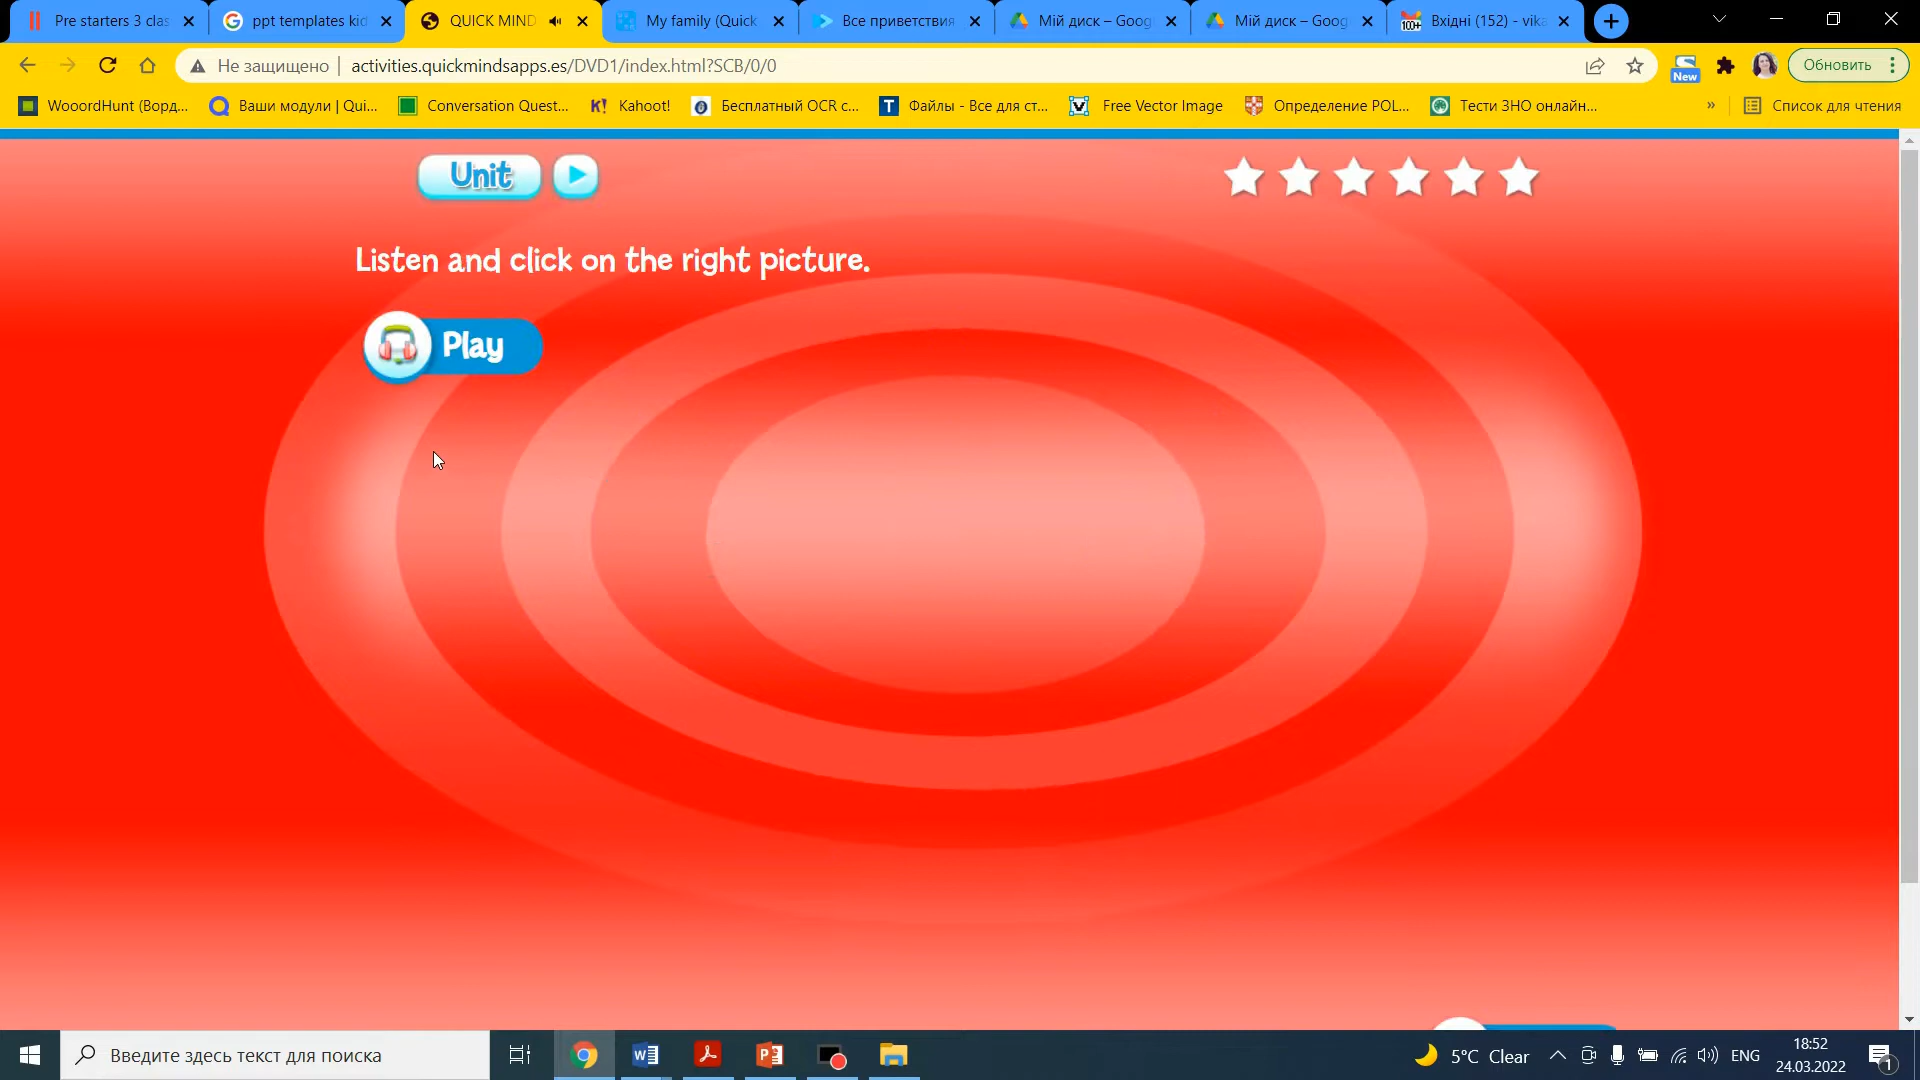 Pre starters 3 clas
ppt templates kid
QUICK MIND
My family (Quick
Все приветствия
Мій диск – Goog
Мій диск – Goog
Вхідні (152) - vika
Не защищено
activities.quickmindsapps.es/DVD1/index.html?SCB/0/0
New
Обновить
WooordHunt (Ворд...
Ваши модули | Qui...
Conversation Quest...
Kahoot!
Бесплатный OCR с...
Файлы - Все для ст...
Free Vector Image
Определение POL...
Тести ЗНО онлайн...
»
Список для чтения
Unit
Listen and click on the right picture.
Play
Введите здесь текст для поиска
5°C Clear
ENG
18:52
24.03.2022
1